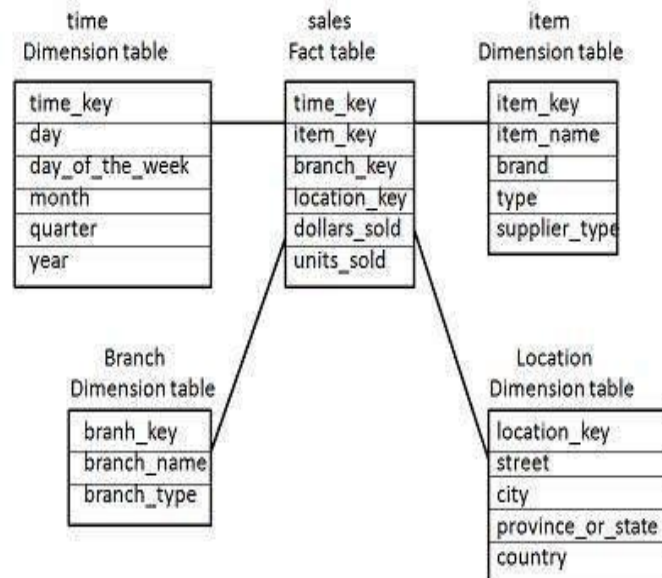 time
Dimension table
time_key
day
day_of_the_week
month
quarter
year
sales
Fact table
time_key
item_key
branch_key
location_key
dollars_sold
units_sold
item
Dimension table
item_key
item_name
brand
type
supplier_type
Branch
Dimension table
branh_key
branch_name
branch_type
Location
Dimension table
location_key
street
city
province_or_state
country